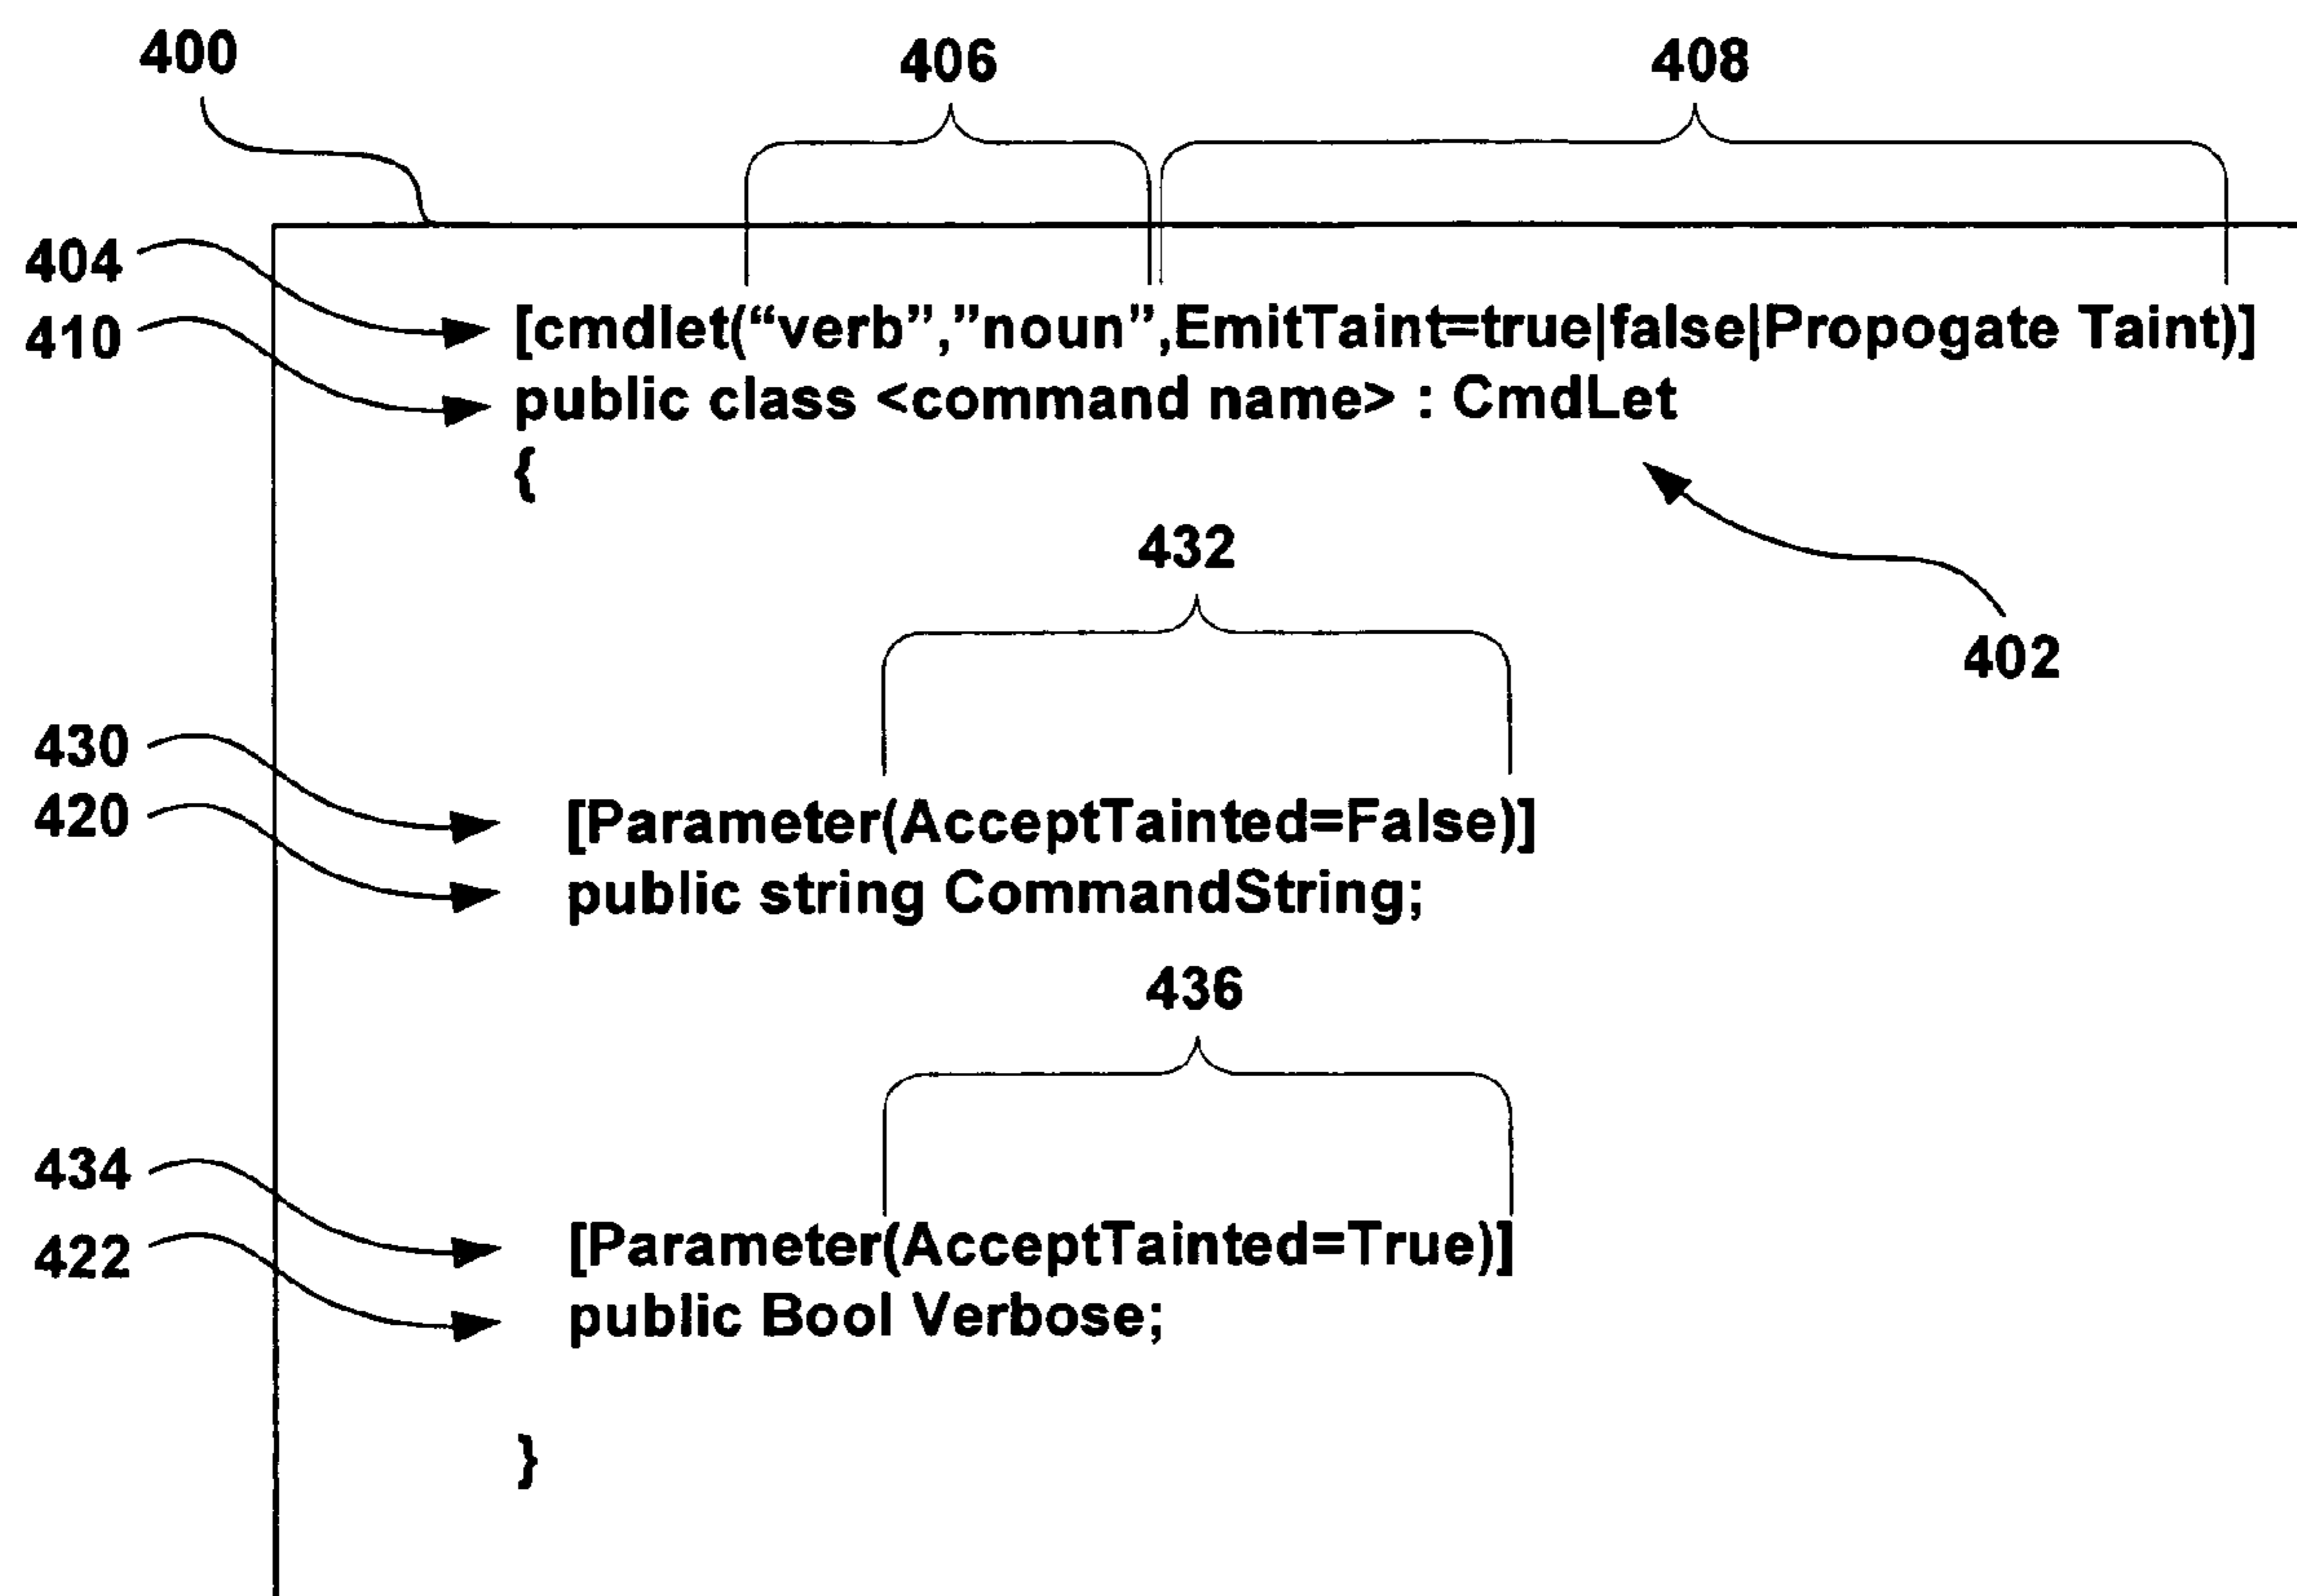 400
406
408
404
[cmdlet(“verb”,”noun”,EmitTaint=true|false|Propogate Taint)]
410
public class <command name> : CmdLet
{
432
402
430
[Parameter(AcceptTainted=False)]
420
public string CommandString;
436
434
[Parameter(AcceptTainted=True)]
422
public Bool Verbose;
}